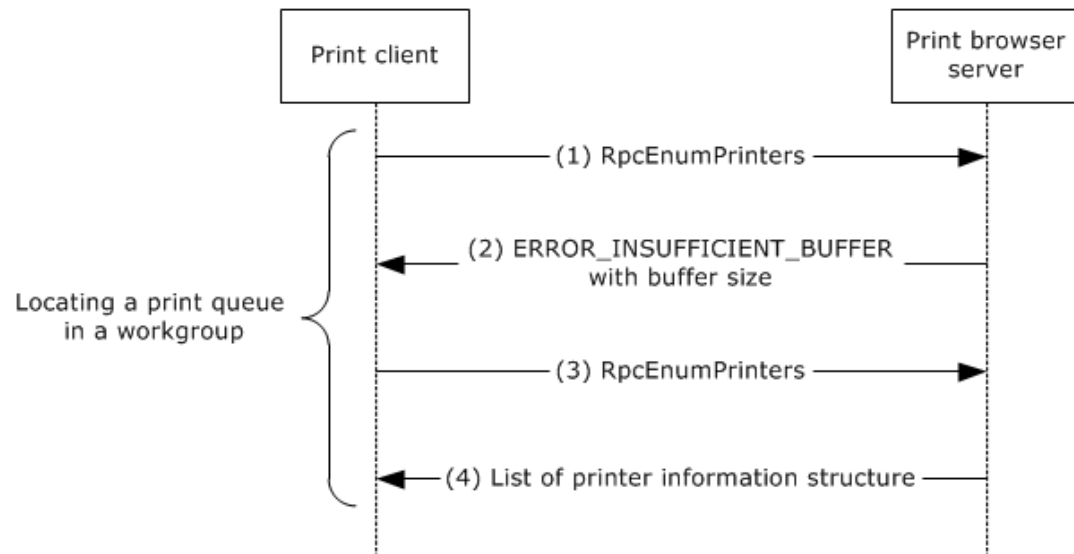 Print client
Print browser
server
(1) RpcEnumPrinters
(2) ERROR_INSUFFICIENT_BUFFER
with buffer size
Locating a print queue
in a workgroup
(3) RpcEnumPrinters
(4) List of printer information structure